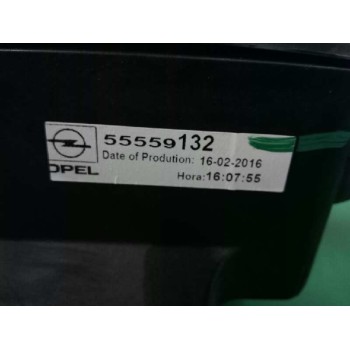 55559132
Date of Prodution: 16-02-2016
OPEL
Hora:16:07:55